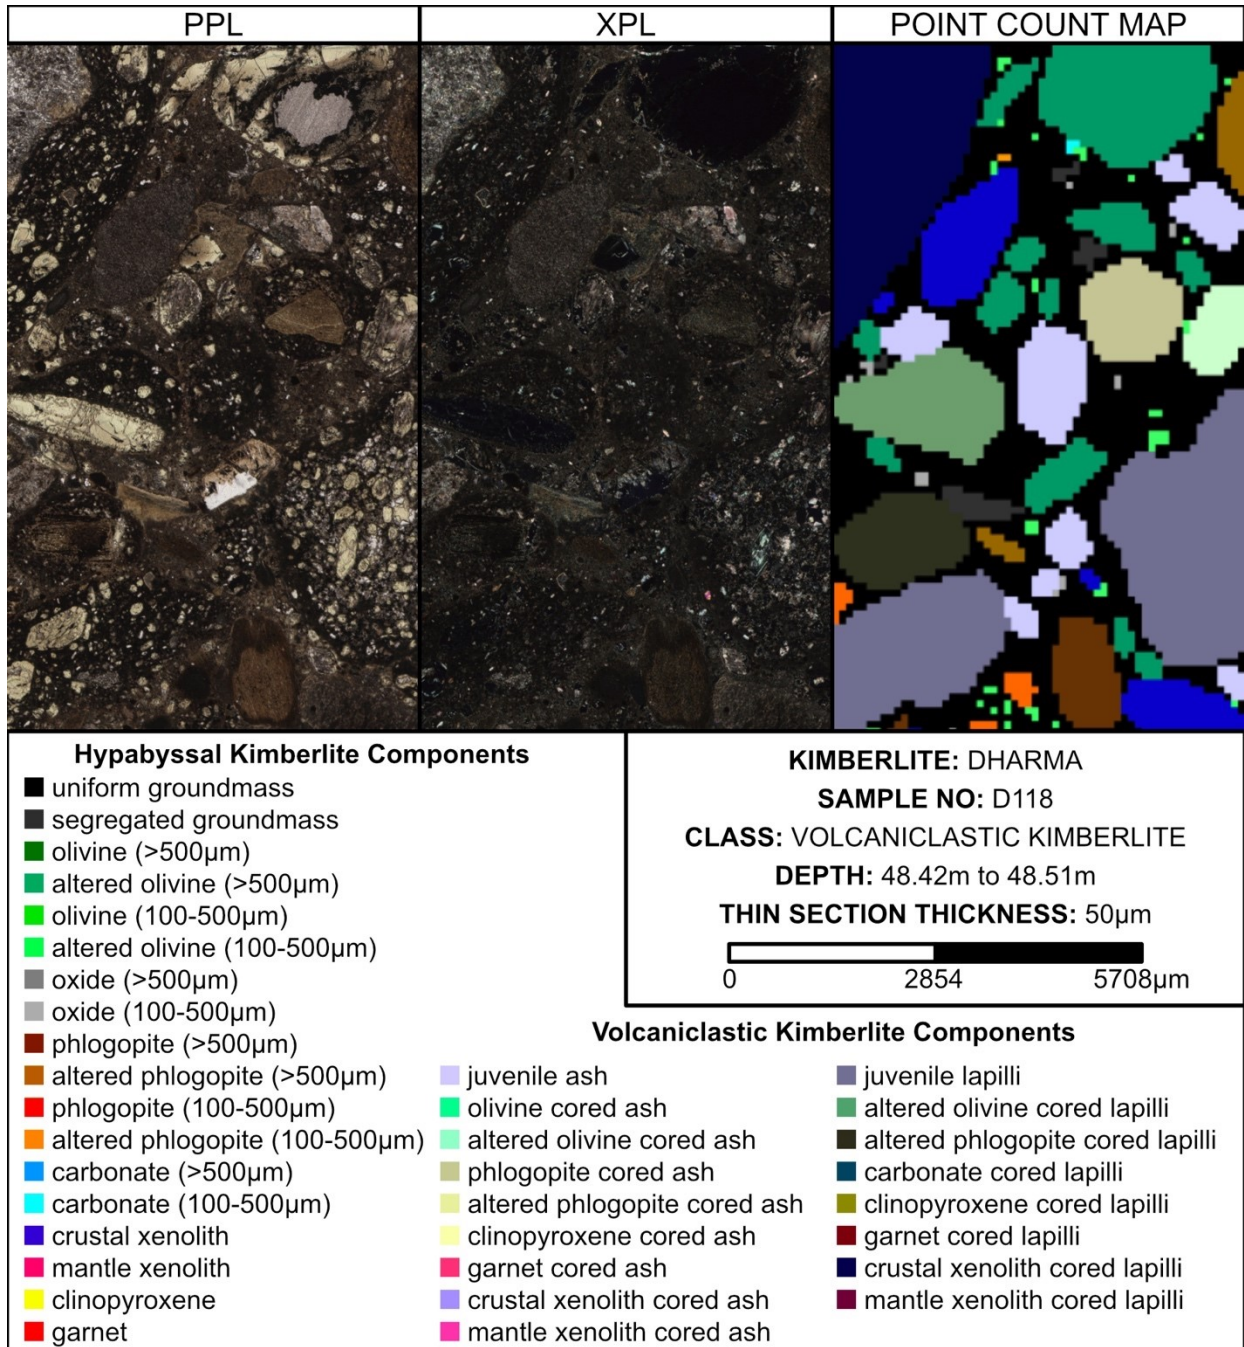 PPL
XPL
POINT COUNT MAP
Hypabyssal Kimberlite Components
uniform groundmass
segregated groundmass
olivine (>500µm)
altered olivine (>500µm)
olivine (100-500µm)
altered olivine (100-500µm)
oxide (>500µm)
oxide (100-500µm)
phlogopite (>500µm)
altered phlogopite (>500µm)
phlogopite (100-500µm)
altered phlogopite (100-500µm)
carbonate (>500µm)
carbonate (100-500µm)
crustal xenolith
mantle xenolith
clinopyroxene
garnet
KIMBERLITE: DHARMA
SAMPLE NO: D118
CLASS: VOLCANICLASTIC KIMBERLITE
DEPTH: 48.42m to 48.51m
THIN SECTION THICKNESS: 50µm
0 2854 5708µm
Volcaniclastic Kimberlite Components
juvenile ash
olivine cored ash
altered olivine cored ash
phlogopite cored ash
altered phlogopite cored ash
clinopyroxene cored ash
garnet cored ash
crustal xenolith cored ash
mantle xenolith cored ash
juvenile lapilli
altered olivine cored lapilli
altered phlogopite cored lapilli
carbonate cored lapilli
clinopyroxene cored lapilli
garnet cored lapilli
crustal xenolith cored lapilli
mantle xenolith cored lapilli